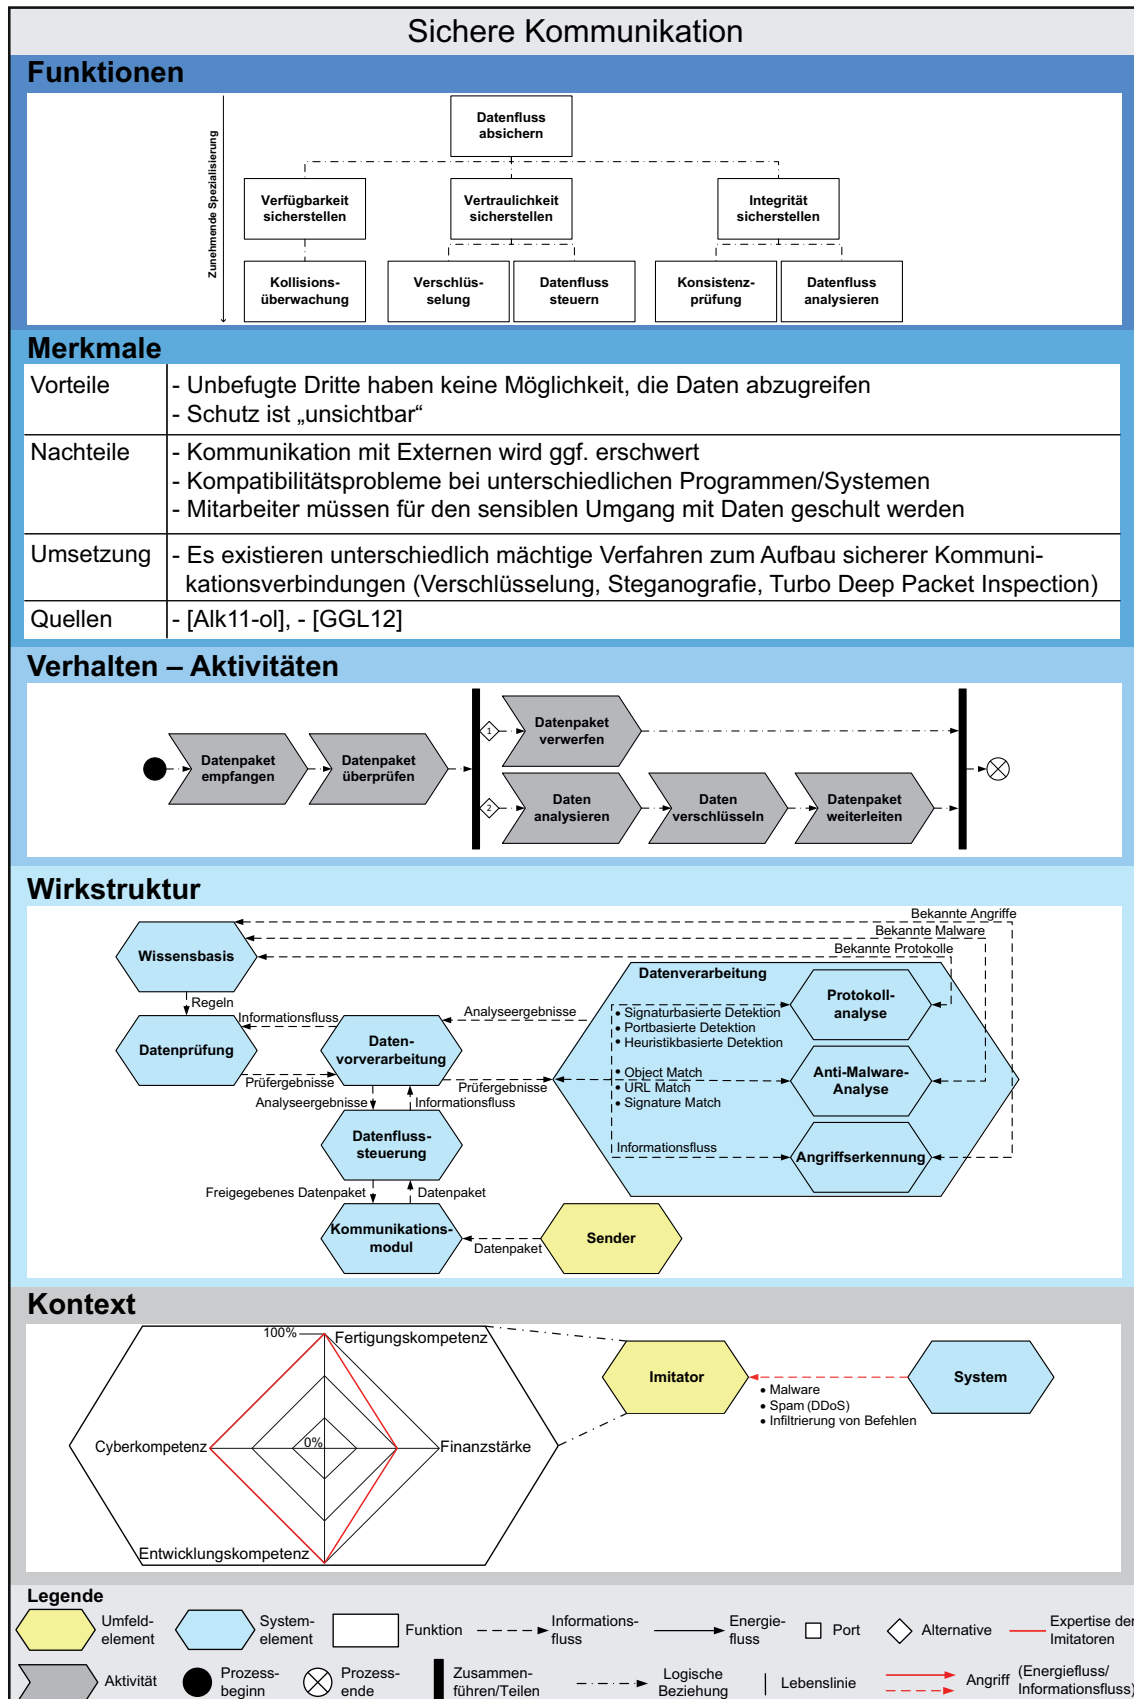 Sichere Kommunikation
Funktionen
Zunehmende Spezialisierung
Datenfluss
absichern
Verfügbarkeit
sicherstellen
Vertraulichkeit
sicherstellen
Integrität
sicherstellen
Kollisions-
überwachung
Verschlüs-
selung
Datenfluss
steuern
Konsistenz-
prüfung
Datenfluss
analysieren
Merkmale
Vorteile
- Unbefugte Dritte haben keine Möglichkeit, die Daten abzugreifen
- Schutz ist „unsichtbar“
Nachteile
- Kommunikation mit Externen wird ggf. erschwert
- Kompatibilitätsprobleme bei unterschiedlichen Programmen/Systemen
- Mitarbeiter müssen für den sensiblen Umgang mit Daten geschult werden
Umsetzung
- Es existieren unterschiedlich mächtige Verfahren zum Aufbau sicherer Kommuni-
kationsverbindungen (Verschlüsselung, Steganografie, Turbo Deep Packet Inspection)
Quellen
- [Alk11-ol], - [GGL12]
Verhalten – Aktivitäten
Datenpaket
empfangen
Datenpaket
überprüfen
1
Datenpaket
verwerfen
2
Daten
analysieren
Daten
verschlüsseln
Datenpaket
weiterleiten
Wirkstruktur
Bekannte Angriffe
Bekannte Malware
Bekannte Protokolle
Wissensbasis
Regeln
Informationsfluss
Datenprüfung
Prüfergebnisse
Daten-
vorverarbeitung
Analyseergebnisse
Prüfergebnisse
Analyseergebnisse
Informationsfluss
Datenfluss-
steuerung
Freigegebenes Datenpaket
Datenpaket
Kommunikations-
modul
Datenpaket
Sender
Datenverarbeitung
• Signaturbasierte Detektion
• Portbasierte Detektion
• Heuristikbasierte Detektion
Protokoll-
analyse
• Object Match
• URL Match
• Signature Match
Anti-Malware-
Analyse
Informationsfluss
Angriffserkennung
Kontext
100%
Fertigungskompetenz
Cyberkompetenz
0%
Finanzstärke
Entwicklungskompetenz
Imitator
System
• Malware
• Spam (DDoS)
• Infiltrierung von Befehlen
Legende
Umfeld-
element
System-
element
Funktion
Informations-
fluss
Energie-
fluss
Port
Alternative
Expertise der
Imitatoren
Aktivität
Prozess-
beginn
Prozess-
ende
Zusammen-
führen/Teilen
Logische
Beziehung
Lebenslinie
Angriff
(Energiefluss/
Informationsfluss)